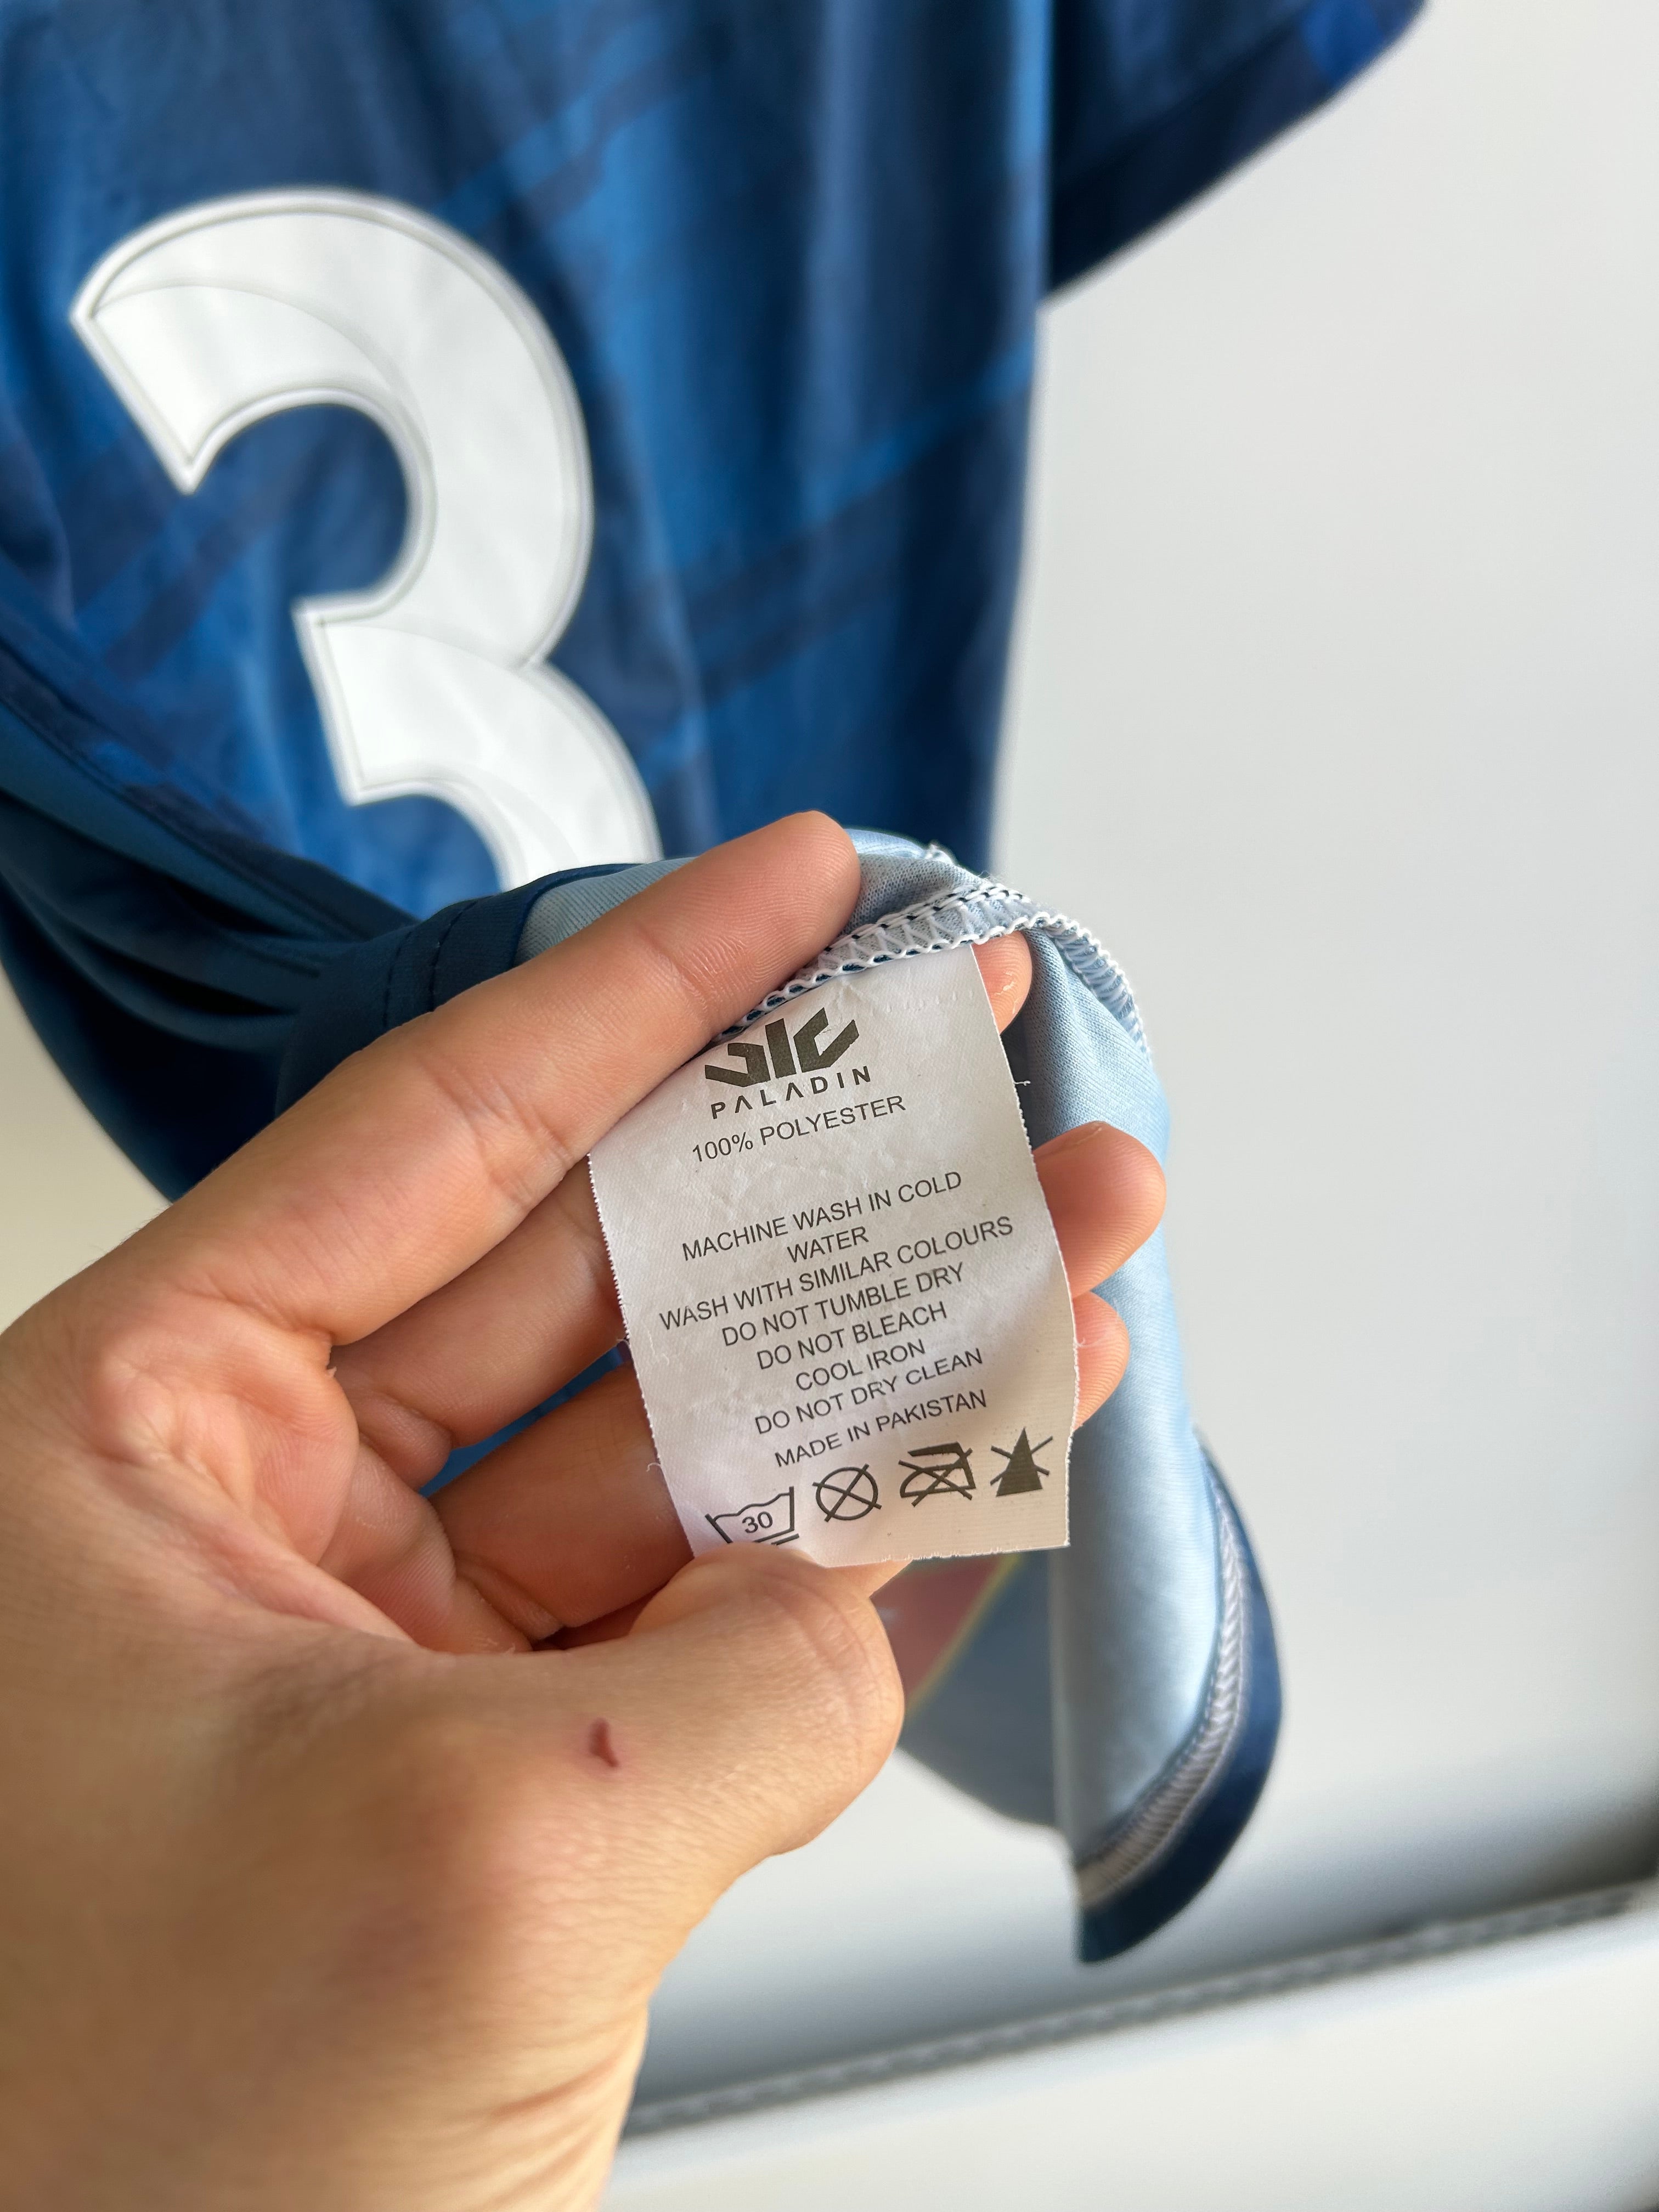 3
PALADIN
100% POLYESTER
MACHINE WASH IN COLD
WATER
WASH WITH SIMILAR COLOURS
DO NOT TUMBLE DRY
DO NOT BLEACH
COOL IRON
DO NOT DRY CLEAN
MADE IN PAKISTAN
30